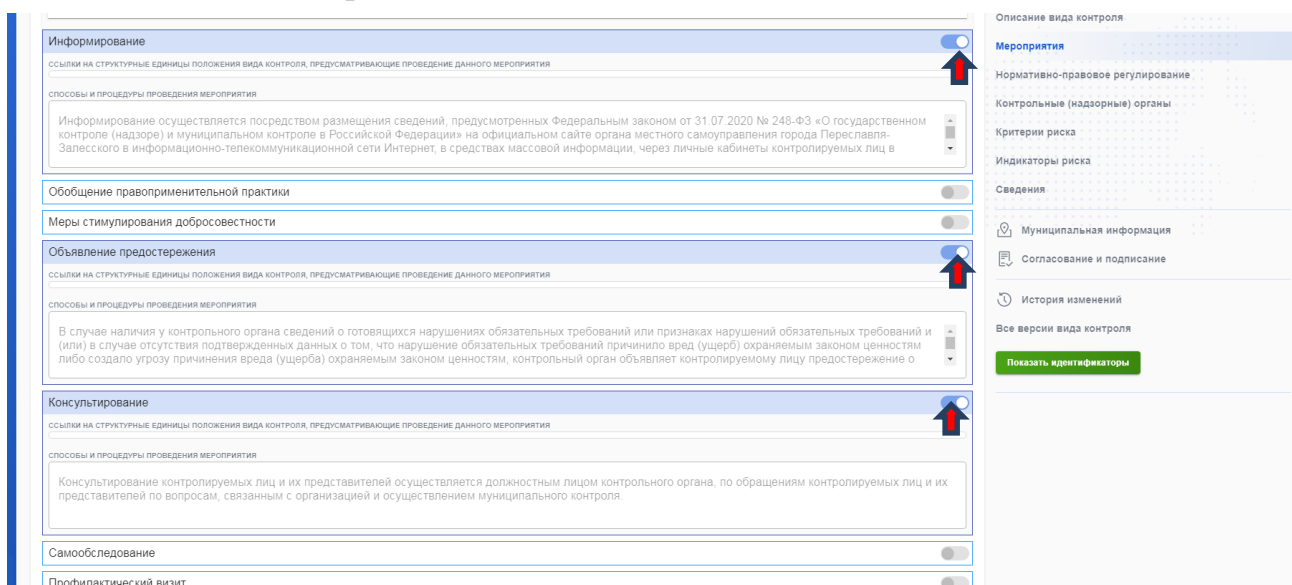 Информирование
ССЫЛКИ НА СТРУКТУРНЫЕ ЕДИНИЦЫ ПОЛОЖЕНИЯ ВИДА КОНТРОЛЯ, ПРЕДУСМАТРИВАЮЩИЕ ПРОВЕДЕНИЕ ДАННОГО МЕРОПРИЯТИЯ
СПОСОБЫ И ПРОЦЕДУРЫ ПРОВЕДЕНИЯ МЕРОПРИЯТИЯ
Информирование осуществляется посредством размещения сведений, предусмотренных Федеральным законом от 31.07.2020 № 248-ФЗ «О государственном
контроле (надзоре) и муниципальном контроле в Российской Федерации» на официальном сайте органа местного самоуправления города Переславля-
Залесского в информационно-телекоммуникационной сети Интернет, в средствах массовой информации, через личные кабинеты контролируемых лиц в
Обобщение правоприменительной практики
Меры стимулирования добросовестности
Объявление предостережения
ССЫЛКИ НА СТРУКТУРНЫЕ ЕДИНИЦЫ ПОЛОЖЕНИЯ ВИДА КОНТРОЛЯ, ПРЕДУСМАТРИВАЮЩИЕ ПРОВЕДЕНИЕ ДАННОГО МЕРОПРИЯТИЯ
СПОСОБЫ И ПРОЦЕДУРЫ ПРОВЕДЕНИЯ МЕРОПРИЯТИЯ
В случае наличия у контрольного органа сведений о готовящихся нарушениях обязательных требований или признаках нарушений обязательных требований и
(или) в случае отсутствия подтвержденных данных о том, что нарушение обязательных требований причинило вред (ущерб) охраняемым законом ценностям
либо создало угрозу причинения вреда (ущерба) охраняемым законом ценностям, контрольный орган объявляет контролируемому лицу предостережение о
Консультирование
ССЫЛКИ НА СТРУКТУРНЫЕ ЕДИНИЦЫ ПОЛОЖЕНИЯ ВИДА КОНТРОЛЯ, ПРЕДУСМАТРИВАЮЩИЕ ПРОВЕДЕНИЕ ДАННОГО МЕРОПРИЯТИЯ
СПОСОБЫ И ПРОЦЕДУРЫ ПРОВЕДЕНИЯ МЕРОПРИЯТИЯ
Консультирование контролируемых лиц и их представителей осуществляется должностным лицом контрольного органа, по обращениям контролируемых лиц и их
представителей по вопросам, связанным с организацией и осуществлением муниципального контроля.
Самообследование
Профилактический визит
Описание вида контроля
Мероприятия
Нормативно-правовое регулирование
Контрольные (надзорные) органы
Критерии риска
Индикаторы риска
Сведения
Муниципальная информация
Согласование и подписание
История изменений
Все версии вида контроля
Показать идентификаторы